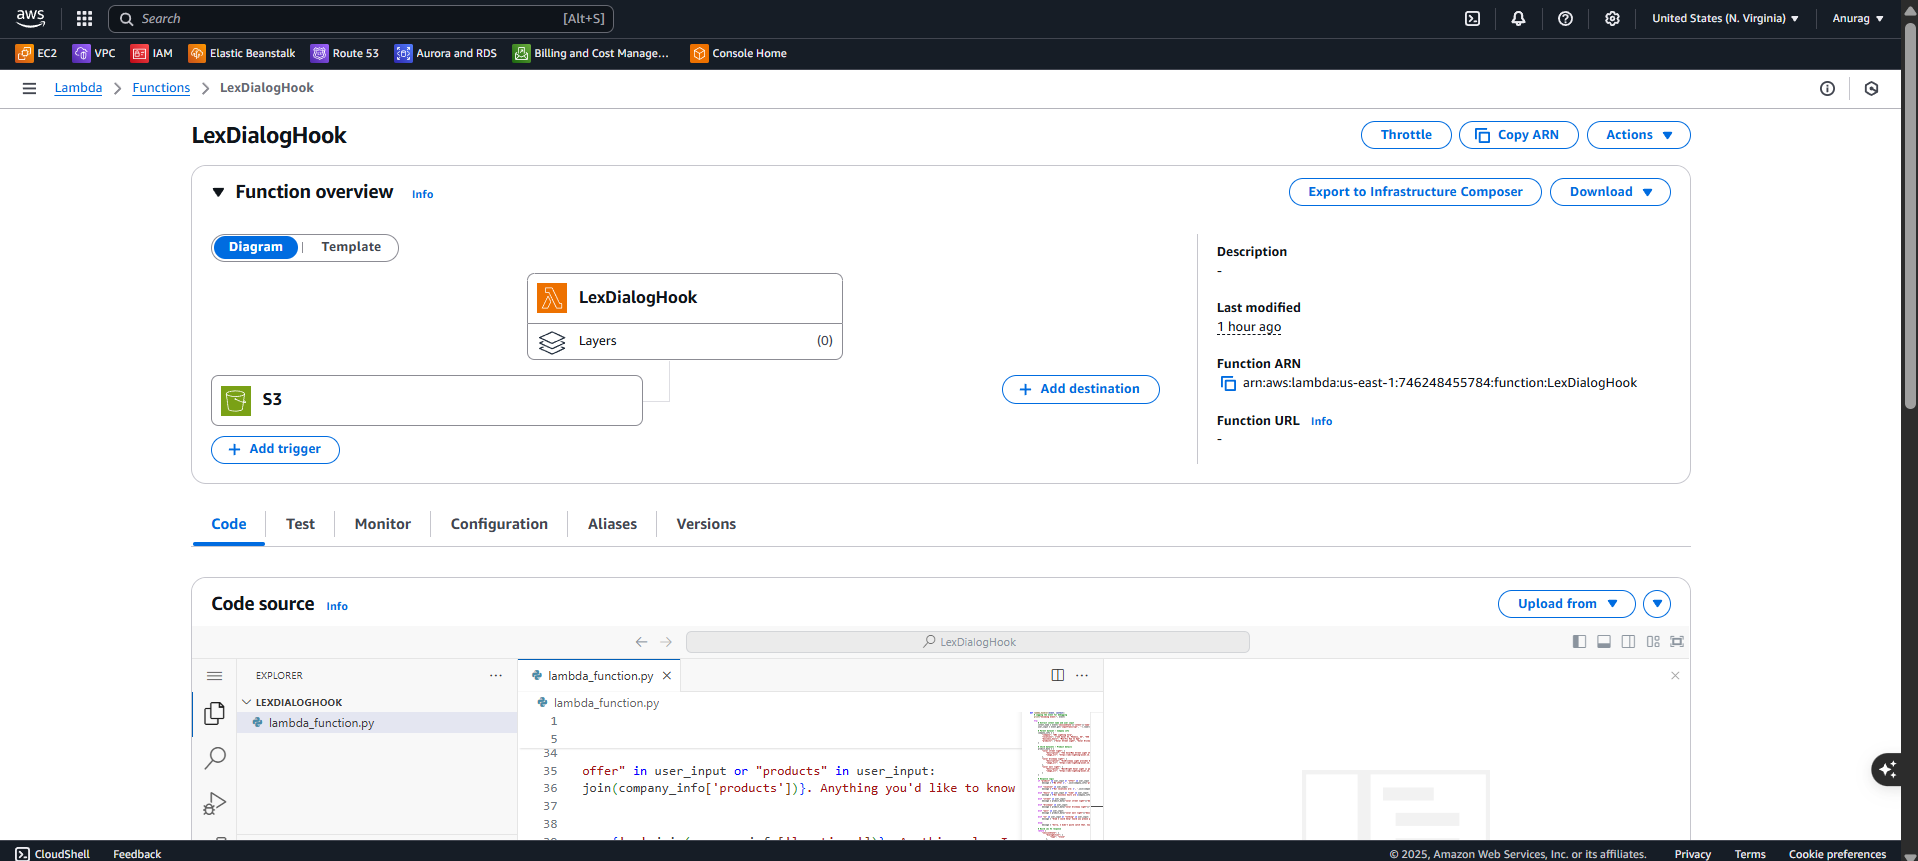 aws
Search
[Alt+S]
United States (N. Virginia)
Anurag
EC2
VPC
IAM
Elastic Beanstalk
Route 53
Aurora and RDS
Billing and Cost Manage...
Console Home
Lambda
Functions
LexDialogHook
LexDialogHook
Throttle
Copy ARN
Actions
Function overview
Info
Export to Infrastructure Composer
Download
Diagram
Template
LexDialogHook
Layers
(0)
S3
Add trigger
Add destination
Description
-
Last modified
1 hour ago
Function ARN
arn:aws:lambda:us-east-1:746248455784:function:LexDialogHook
Function URL
Info
-
Code
Test
Monitor
Configuration
Aliases
Versions
Code source
Info
Upload from
LexDialogHook
EXPLORER
LEXDIALOGHOOK
lambda_function.py
lambda_function.py
lambda_function.py
1
5
34
35 offer" in user_input or "products" in user_input:
36 join(company_info['products'])}. Anything you'd like to know
37
38
CloudShell
Feedback
© 2025, Amazon Web Services, Inc. or its affiliates.
Privacy
Terms
Cookie preferences